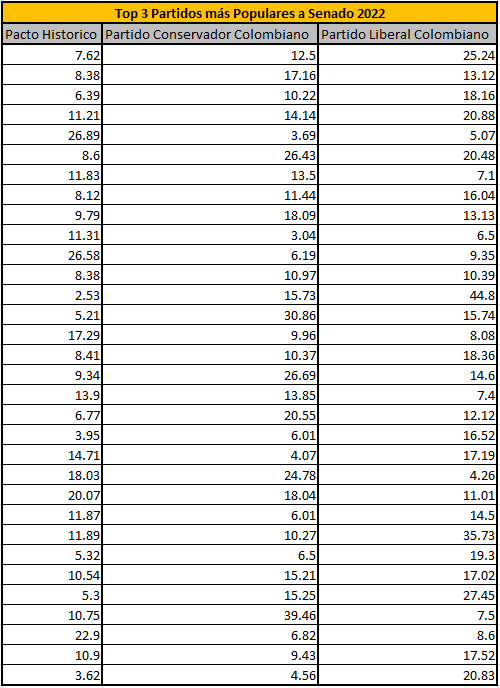 Top 3 Partidos más Populares a Senado 2022
Pacto Historico Partido Conservador Colombiano Partido Liberal Colombiano
7.62 12.5 25.24
8.38 17.16 13.12
6.39 10.22 18.16
11.21 14.14 20.88
26.89 3.69 5.07
8.6 26.43 20.48
11.83 13.5 7.1
8.12 11.44 16.04
9.79 18.09 13.13
11.31 3.04 6.5
26.58 6.19 9.35
8.38 10.97 10.39
2.53 15.73 44.8
5.21 30.86 15.74
17.29 9.96 8.08
8.41 10.37 18.36
9.34 26.69 14.6
13.9 13.85 7.4
6.77 20.55 12.12
3.95 6.01 16.52
14.71 4.07 17.19
18.03 24.78 4.26
20.07 18.04 11.01
11.87 6.01 14.5
11.89 10.27 35.73
5.32 6.5 19.3
10.54 15.21 17.02
5.3 15.25 27.45
10.75 39.46 7.5
22.9 6.82 8.6
10.9 9.43 17.52
3.62 4.56 20.83